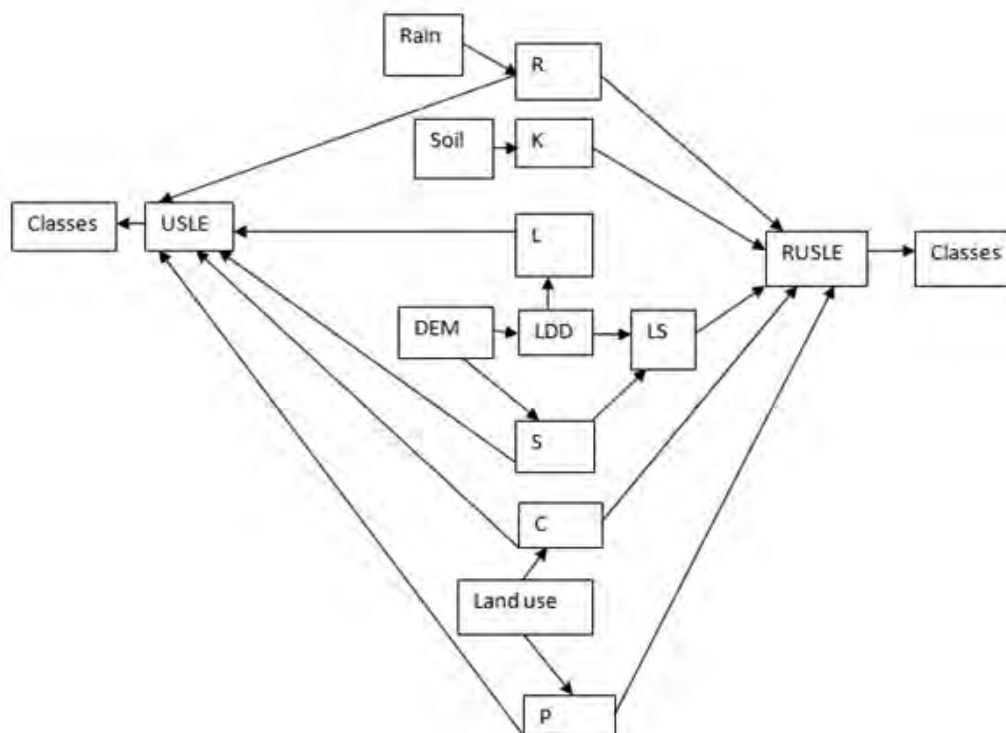 Rain
R
Soil
K
Classes
USLE
L
RUSLE
Classes
DEM
LDD
LS
S
C
Land use
P